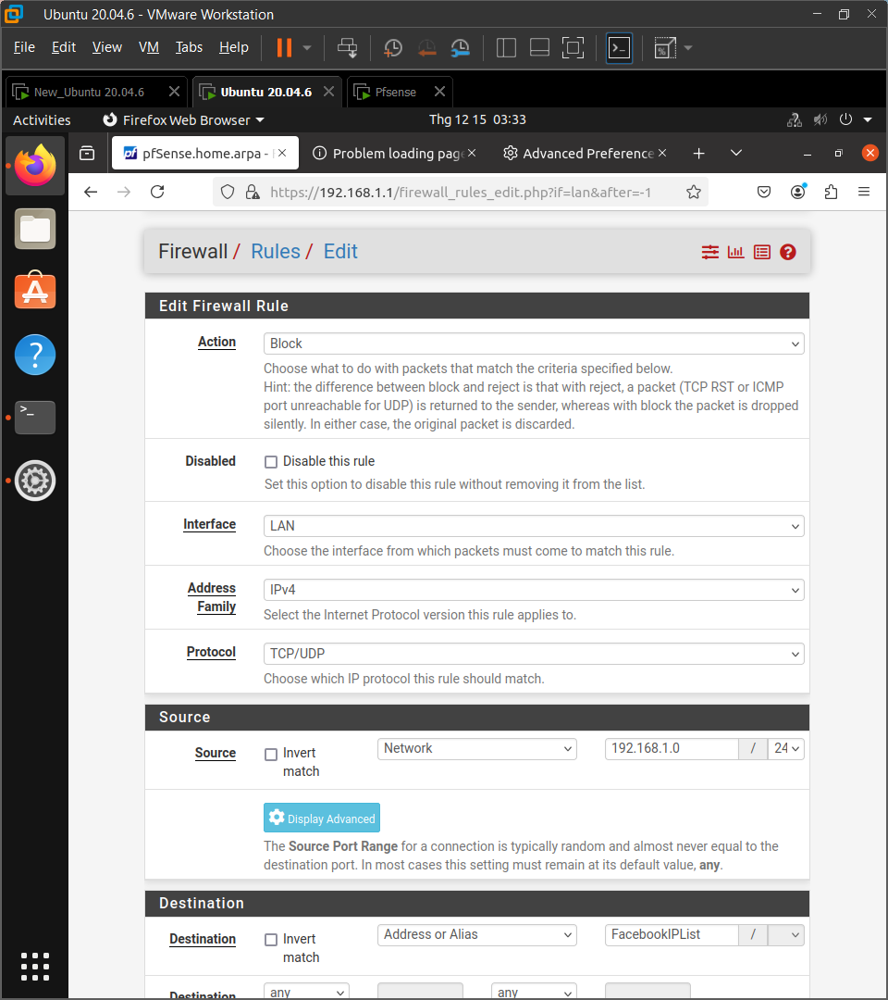 Ubuntu 20.04.6 - VMware Workstation
File Edit View VM Tabs Help
New_Ubuntu 20.04.6 Ubuntu 20.04.6 Pfsense
Activities Firefox Web Browser Thg 12 15 03:33
pfSense.home.arpa - Problem loading page Advanced Preference
https://192.168.1.1/firewall_rules_edit.php?if=lan&after=-1
Firewall / Rules / Edit
Edit Firewall Rule
Action Block
Choose what to do with packets that match the criteria specified below.
Hint: the difference between block and reject is that with reject, a packet (TCP RST or ICMP
port unreachable for UDP) is returned to the sender, whereas with block the packet is dropped
silently. In either case, the original packet is discarded.
Disabled Disable this rule
Set this option to disable this rule without removing it from the list.
Interface LAN
Choose the interface from which packets must come to match this rule.
Address Family IPv4
Select the Internet Protocol version this rule applies to.
Protocol TCP/UDP
Choose which IP protocol this rule should match.
Source
Source Invert match Network 192.168.1.0 / 24
Display Advanced
The Source Port Range for a connection is typically random and almost never equal to the
destination port. In most cases this setting must remain at its default value, any.
Destination
Destination Invert match Address or Alias FacebookIPList /
Destination any any